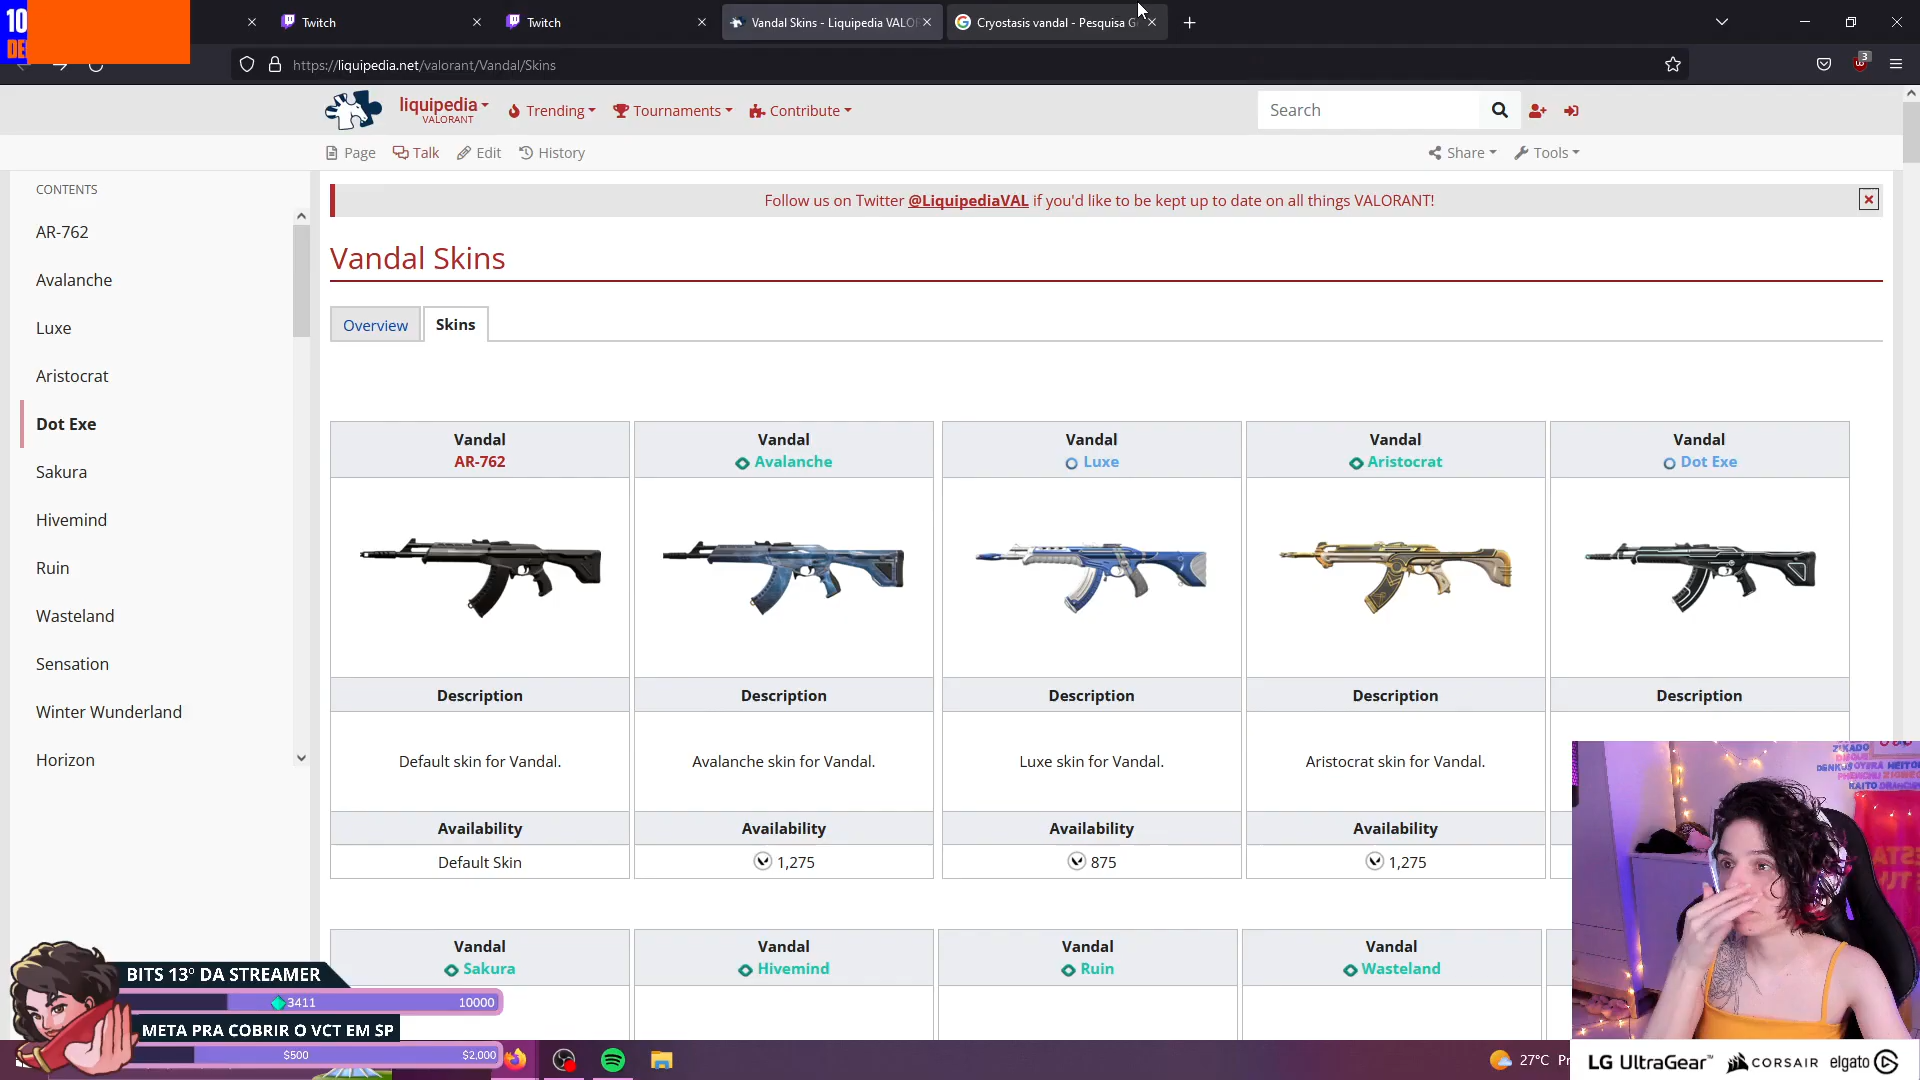 10
DE
Twitch
Twitch
Vandal Skins - Liquipedia VALO
Cryostasis vandal - Pesquisa G
https://liquipedia.net/valorant/Vandal/Skins
3
liquipedia
VALORANT
Trending
Tournaments
Contribute
Search
Page
Talk
Edit
History
Share
Tools
CONTENTS
AR-762
Avalanche
Luxe
Aristocrat
Dot Exe
Sakura
Hivemind
Ruin
Wasteland
Sensation
Winter Wunderland
Horizon
Follow us on Twitter @LiquipediaVAL if you'd like to be kept up to date on all things VALORANT!
Vandal Skins
Overview
Skins
Vandal
AR-762
Vandal
Avalanche
Vandal
Luxe
Vandal
Aristocrat
Vandal
Dot Exe
Description
Description
Description
Description
Description
Default skin for Vandal.
Avalanche skin for Vandal.
Luxe skin for Vandal.
Aristocrat skin for Vandal.
Availability
Availability
Availability
Availability
Default Skin
1,275
875
1,275
Vandal
Sakura
Vandal
Hivemind
Vandal
Ruin
Vandal
Wasteland
BITS 13º DA STREAMER
3411
10000
META PRA COBRIR O VCT EM SP
$500
$2,000
27°C
LG UltraGear™
CORSAIR
elgato